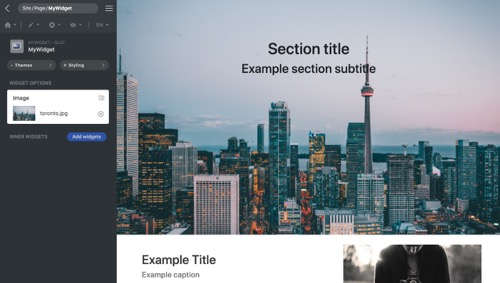 Site / Page / MyWidget
EN
MYWIDGET - SLOT
MyWidget
Themes
# Styling
WIDGET OPTIONS
Image
toronto.jpg
INNER WIDGETS
Add widgets
Section title
Example section subtitle
Example Title
Example caption